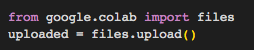 from google.colab import files
uploaded = files.upload()